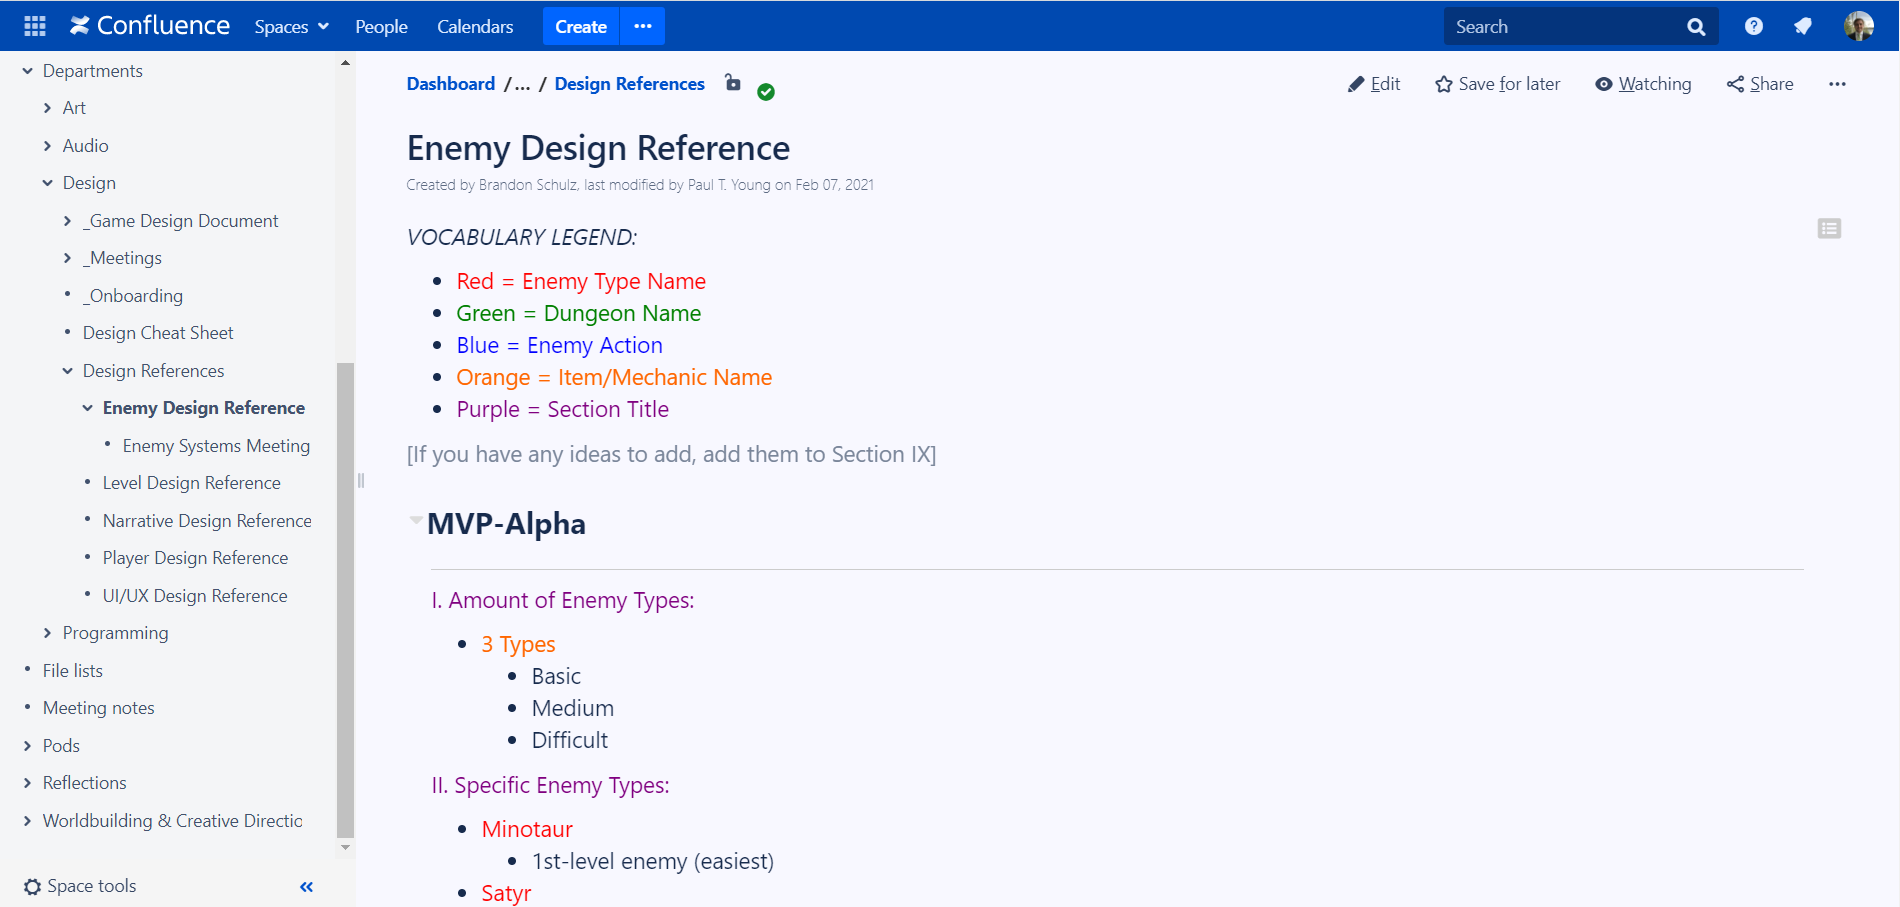 Confluence Spaces People Calendars Create ··· Search
Departments
Art
Audio
Design
_Game Design Document
_Meetings
_Onboarding
Design Cheat Sheet
Design References
Enemy Design Reference
Enemy Systems Meeting
Level Design Reference
Narrative Design Reference
Player Design Reference
UI/UX Design Reference
Programming
File lists
Meeting notes
Pods
Reflections
Worldbuilding & Creative Directio
Space tools
Dashboard /... / Design References
Edit Save for later Watching Share ···
Enemy Design Reference
Created by Brandon Schulz, last modified by Paul T. Young on Feb 07, 2021
VOCABULARY LEGEND:
• Red = Enemy Type Name
• Green = Dungeon Name
• Blue = Enemy Action
• Orange = Item/Mechanic Name
• Purple = Section Title
[If you have any ideas to add, add them to Section IX]
MVP-Alpha
I. Amount of Enemy Types:
• 3 Types
• Basic
• Medium
• Difficult
II. Specific Enemy Types:
• Minotaur
• 1st-level enemy (easiest)
• Satyr